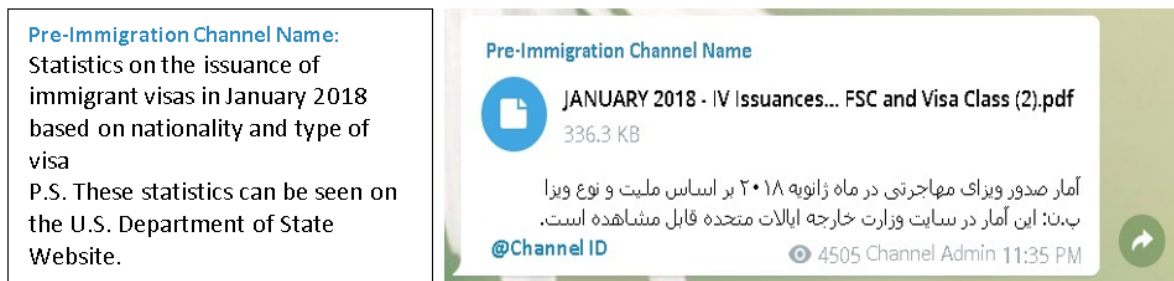 Pre-Immigration Channel Name:
Statistics on the issuance of
immigrant visas in January 2018
based on nationality and type of
visa
P.S. These statistics can be seen on
the U.S. Department of State
Website.
Pre-Immigration Channel Name
JANUARY 2018 - IV Issuances... FSC and Visa Class (2).pdf
336.3 KB
آمار صدور ویزای مهاجرتی در ماه ژانویه ۲۰۱۸ بر اساس ملیت و نوع ویزا
پ.ن: این آمار در سایت وزارت خارجه ایالات متحده قابل مشاهده است.
@Channel ID
4505 Channel Admin 11:35 PM